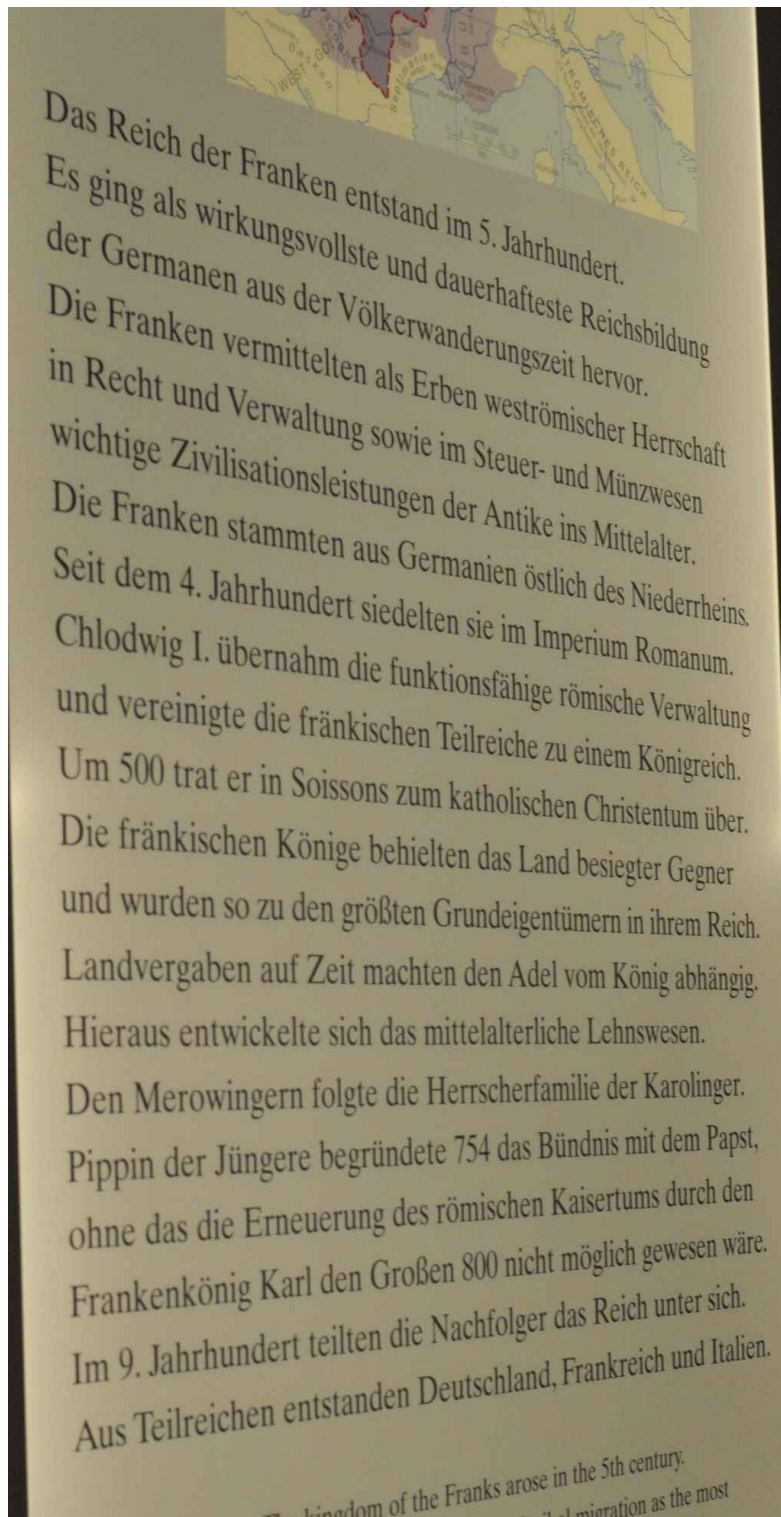 WESTGOTEN
Septimanien
Provence
STRÖMISCHES REICH
Das Reich der Franken entstand im 5. Jahrhundert.
Es ging als wirkungsvollste und dauerhafteste Reichsbildung
der Germanen aus der Völkerwanderungszeit hervor.
Die Franken vermittelten als Erben weströmischer Herrschaft
in Recht und Verwaltung sowie im Steuer- und Münzwesen
wichtige Zivilisationsleistungen der Antike ins Mittelalter.
Die Franken stammten aus Germanien östlich des Niederrheins.
Seit dem 4. Jahrhundert siedelten sie im Imperium Romanum.
Chlodwig I. übernahm die funktionsfähige römische Verwaltung
und vereinigte die fränkischen Teilreiche zu einem Königreich.
Um 500 trat er in Soissons zum katholischen Christentum über.
Die fränkischen Könige behielten das Land besiegter Gegner
und wurden so zu den größten Grundeigentümern in ihrem Reich.
Landvergaben auf Zeit machten den Adel vom König abhängig.
Hieraus entwickelte sich das mittelalterliche Lehnswesen.
Den Merowingern folgte die Herrscherfamilie der Karolinger.
Pippin der Jüngere begründete 754 das Bündnis mit dem Papst,
ohne das die Erneuerung des römischen Kaisertums durch den
Frankenkönig Karl den Großen 800 nicht möglich gewesen wäre.
Im 9. Jahrhundert teilten die Nachfolger das Reich unter sich.
Aus Teilreichen entstanden Deutschland, Frankreich und Italien.
kingdom of the Franks arose in the 5th century.
migration as the most